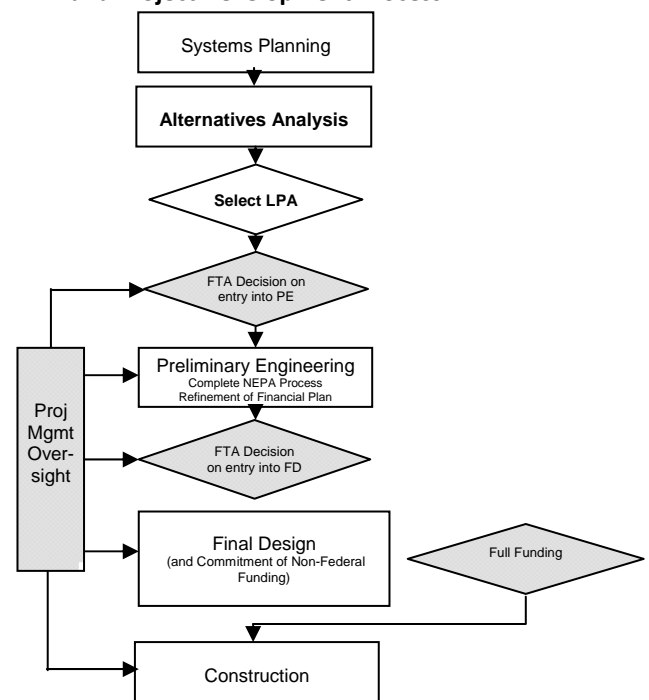 Systems Planning
Alternatives Analysis
Select LPA
FTA Decision on
entry into PE
Preliminary Engineering
Complete NEPA Process
Refinement of Financial Plan
Proj
Mgmt
Over-
sight
FTA Decision
on entry into FD
Final Design
(and Commitment of Non-Federal
Funding)
Full Funding
Construction